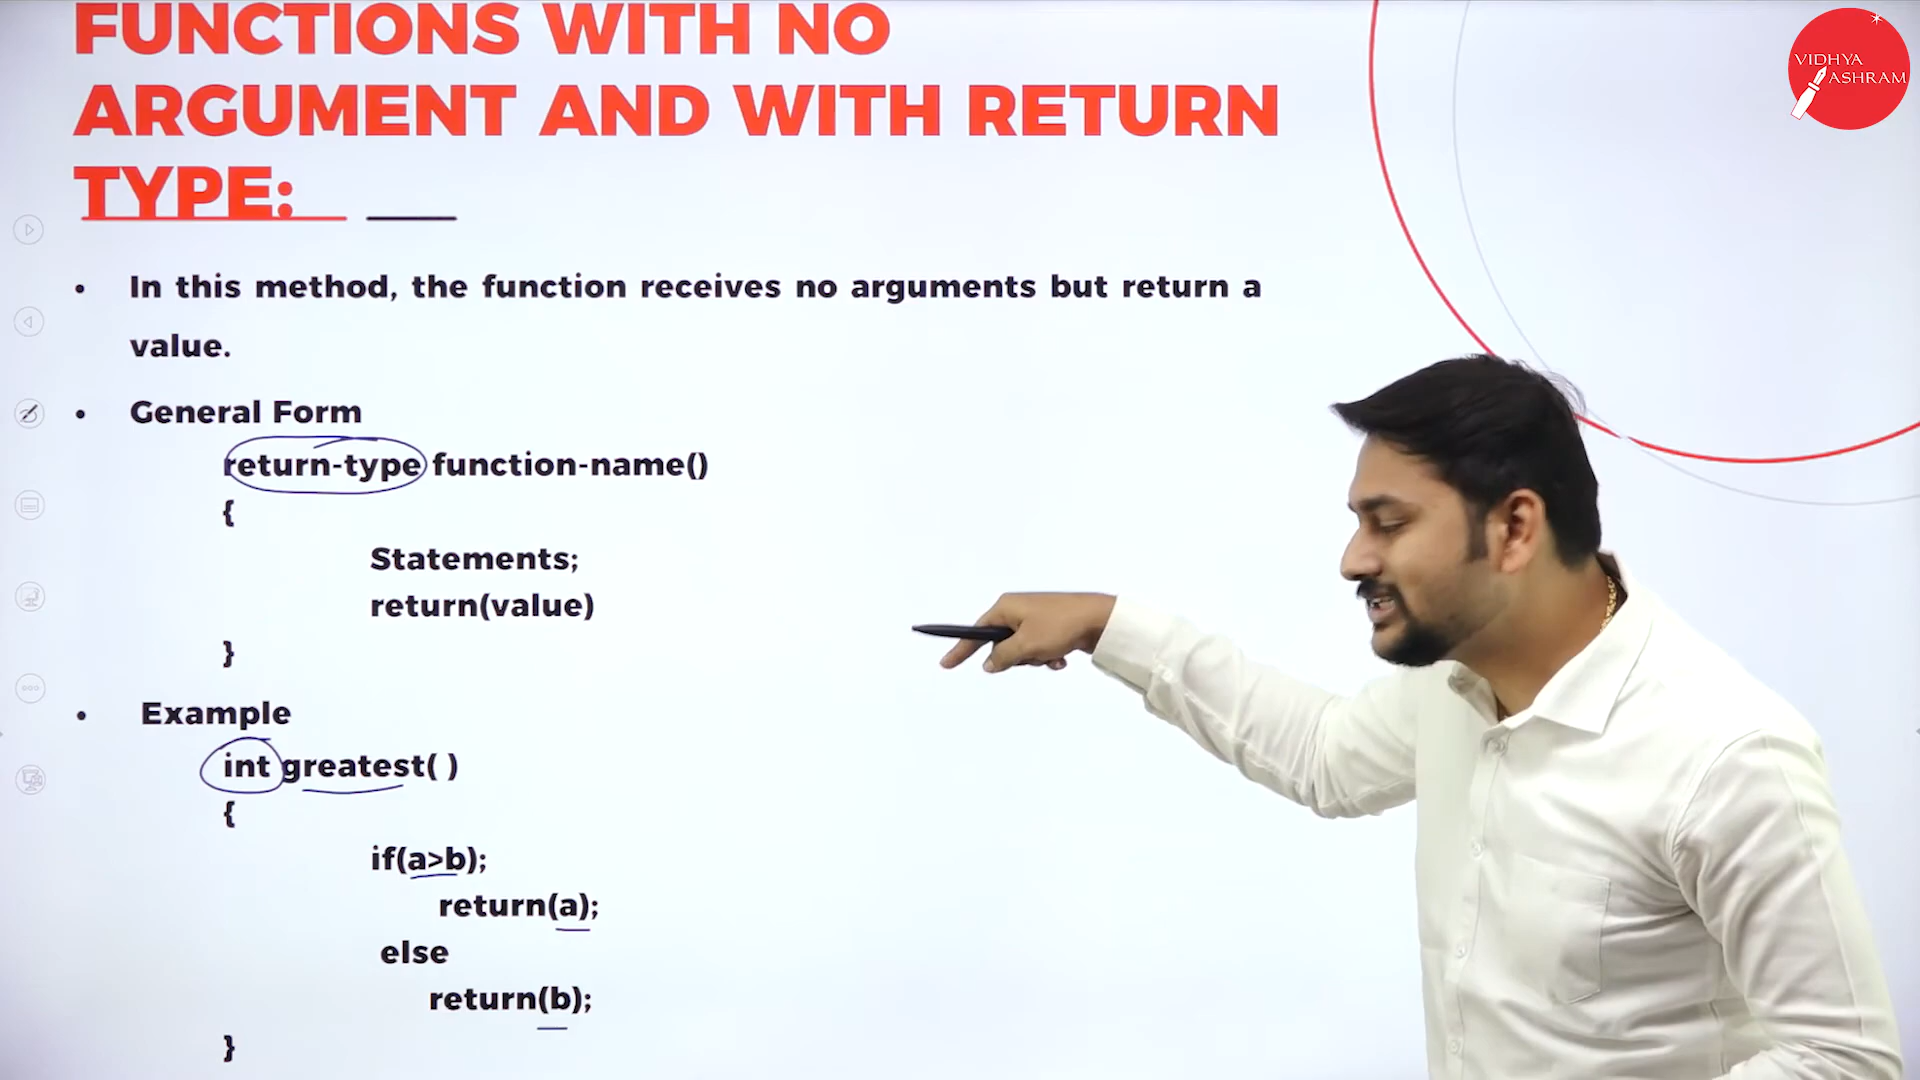 FUNCTIONS WITH NO
ARGUMENT AND WITH RETURN
TYPE:
• In this method, the function receives no arguments but return a
value.
• General Form
return-type function-name()
{
Statements;
return(value)
}
• Example
int greatest( )
{
if(a>b);
return(a);
else
return(b);
}
VIDHYA
ASHRAM